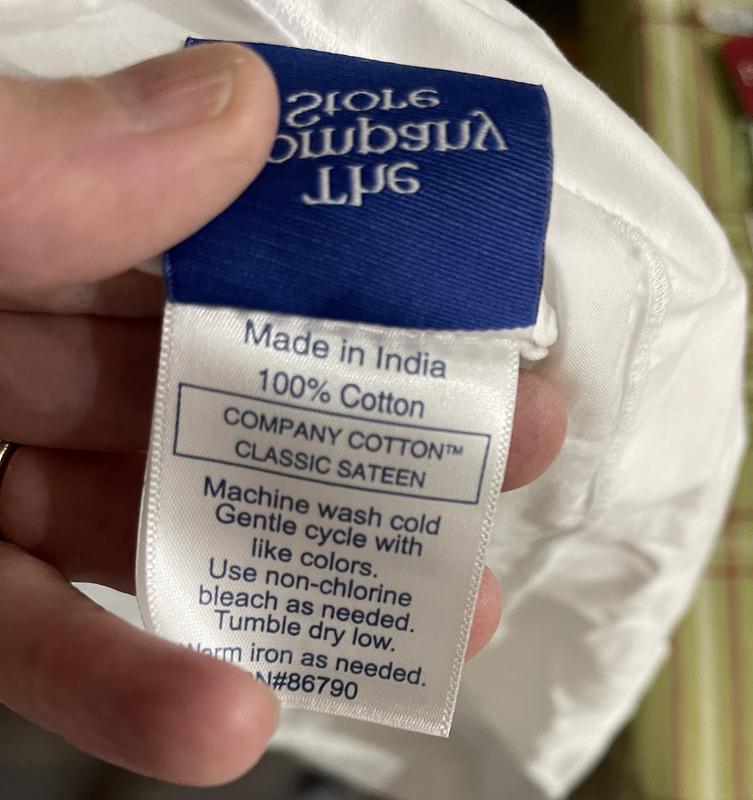 The
Company
Store
Made in India
100% Cotton
COMPANY COTTON™
CLASSIC SATEEN
Machine wash cold
Gentle cycle with
like colors.
Use non-chlorine
bleach as needed.
Tumble dry low.
Warm iron as needed.
N#86790